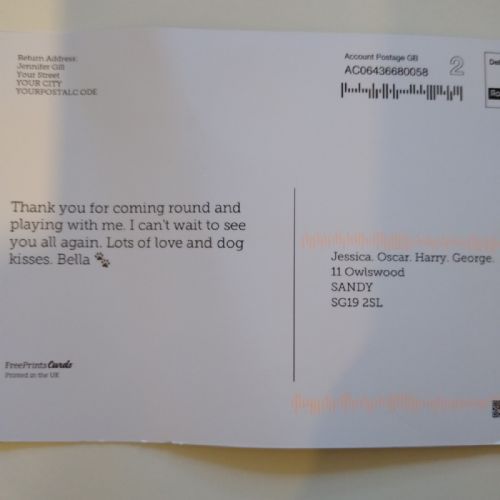 Return Address:
Jennifer Gill
Your Street
YOUR CITY
YOURPOSTALCODE
Account Postage GB
AC06436680058
2
Thank you for coming round and
playing with me. I can't wait to see
you all again. Lots of love and dog
kisses. Bella
Jessica. Oscar. Harry. George.
11 Owlswood
SANDY
SG19 2SL
FreePrints Cards
Printed in the UK